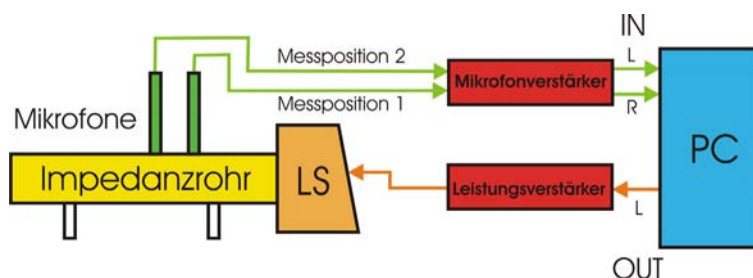 IN
Messposition 2
L
Mikrofonverstärker
Messposition 1
R
Mikrofone
PC
Impedanzrohr
LS
Leistungsverstärker
L
OUT